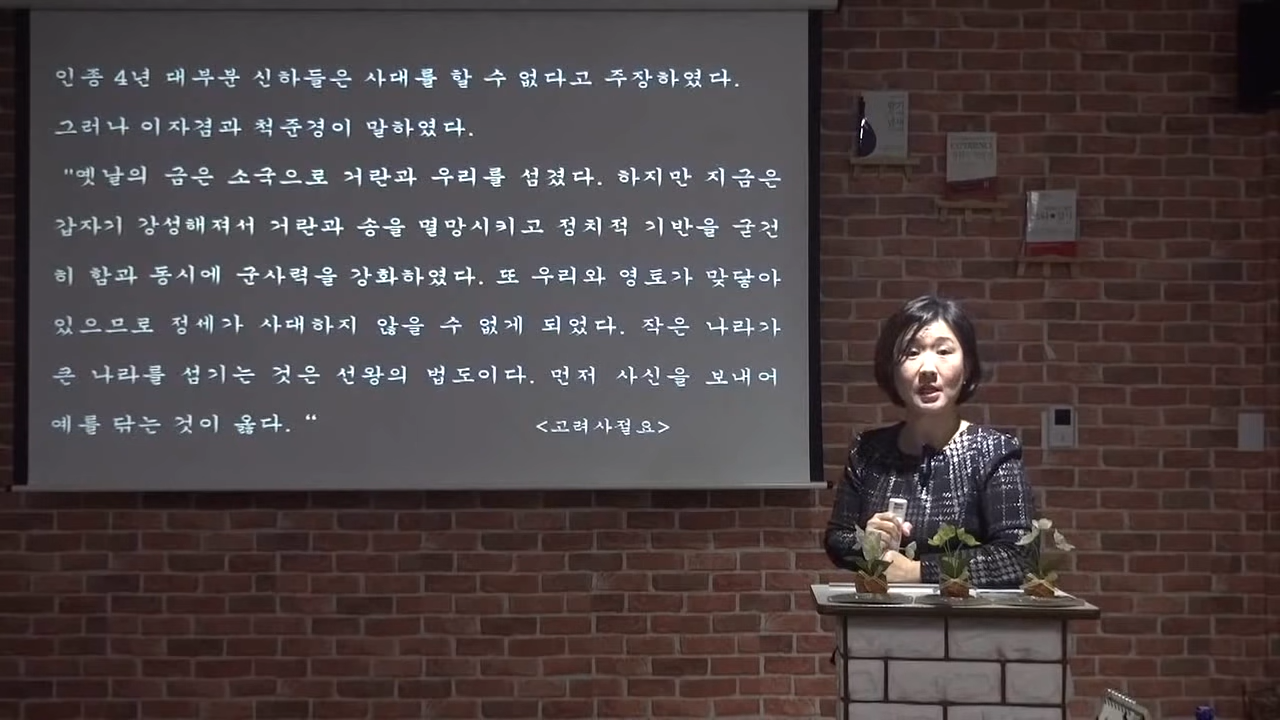 인종 4년 대부분 신하들은 사대를 할 수 없다고 주장하였다.
그러나 이자겸과 척준경이 말하였다.
"옛날의 금은 소국으로 거란과 우리를 섬겼다. 하지만 지금은
갑자기 강성해져서 거란과 송을 멸망시키고 정치적 기반을 굳건
히 함과 동시에 군사력을 강화하였다. 또 우리와 영토가 맞닿아
있으므로 정세가 사대하지 않을 수 없게 되었다. 작은 나라가
큰 나라를 섬기는 것은 선왕의 법도이다. 먼저 사신을 보내어
예를 닦는 것이 옳다. “
<고려사절요>